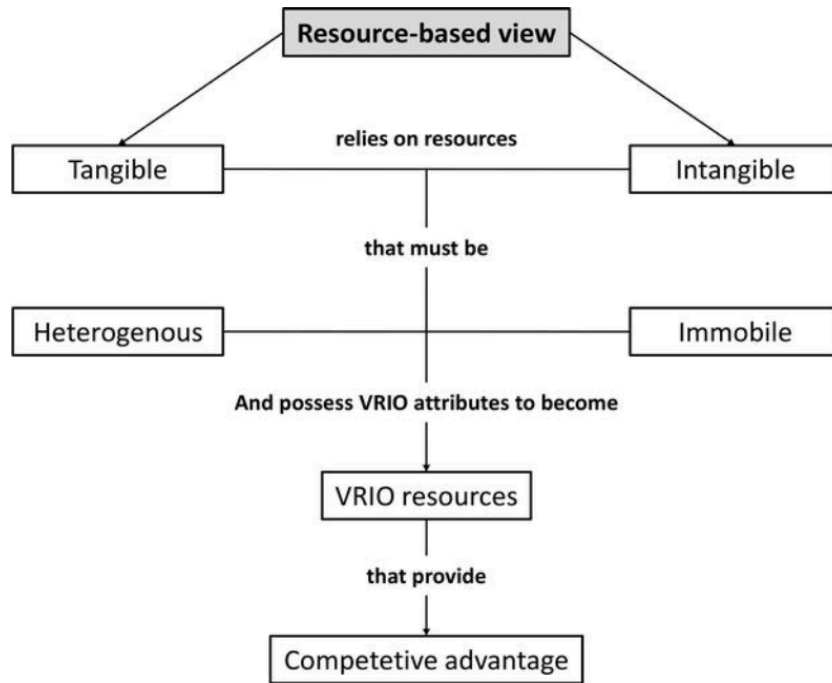 Resource-based view
relies on resources
Tangible
Intangible
that must be
Heterogenous
Immobile
And possess VRIO attributes to become
VRIO resources
that provide
Competetive advantage